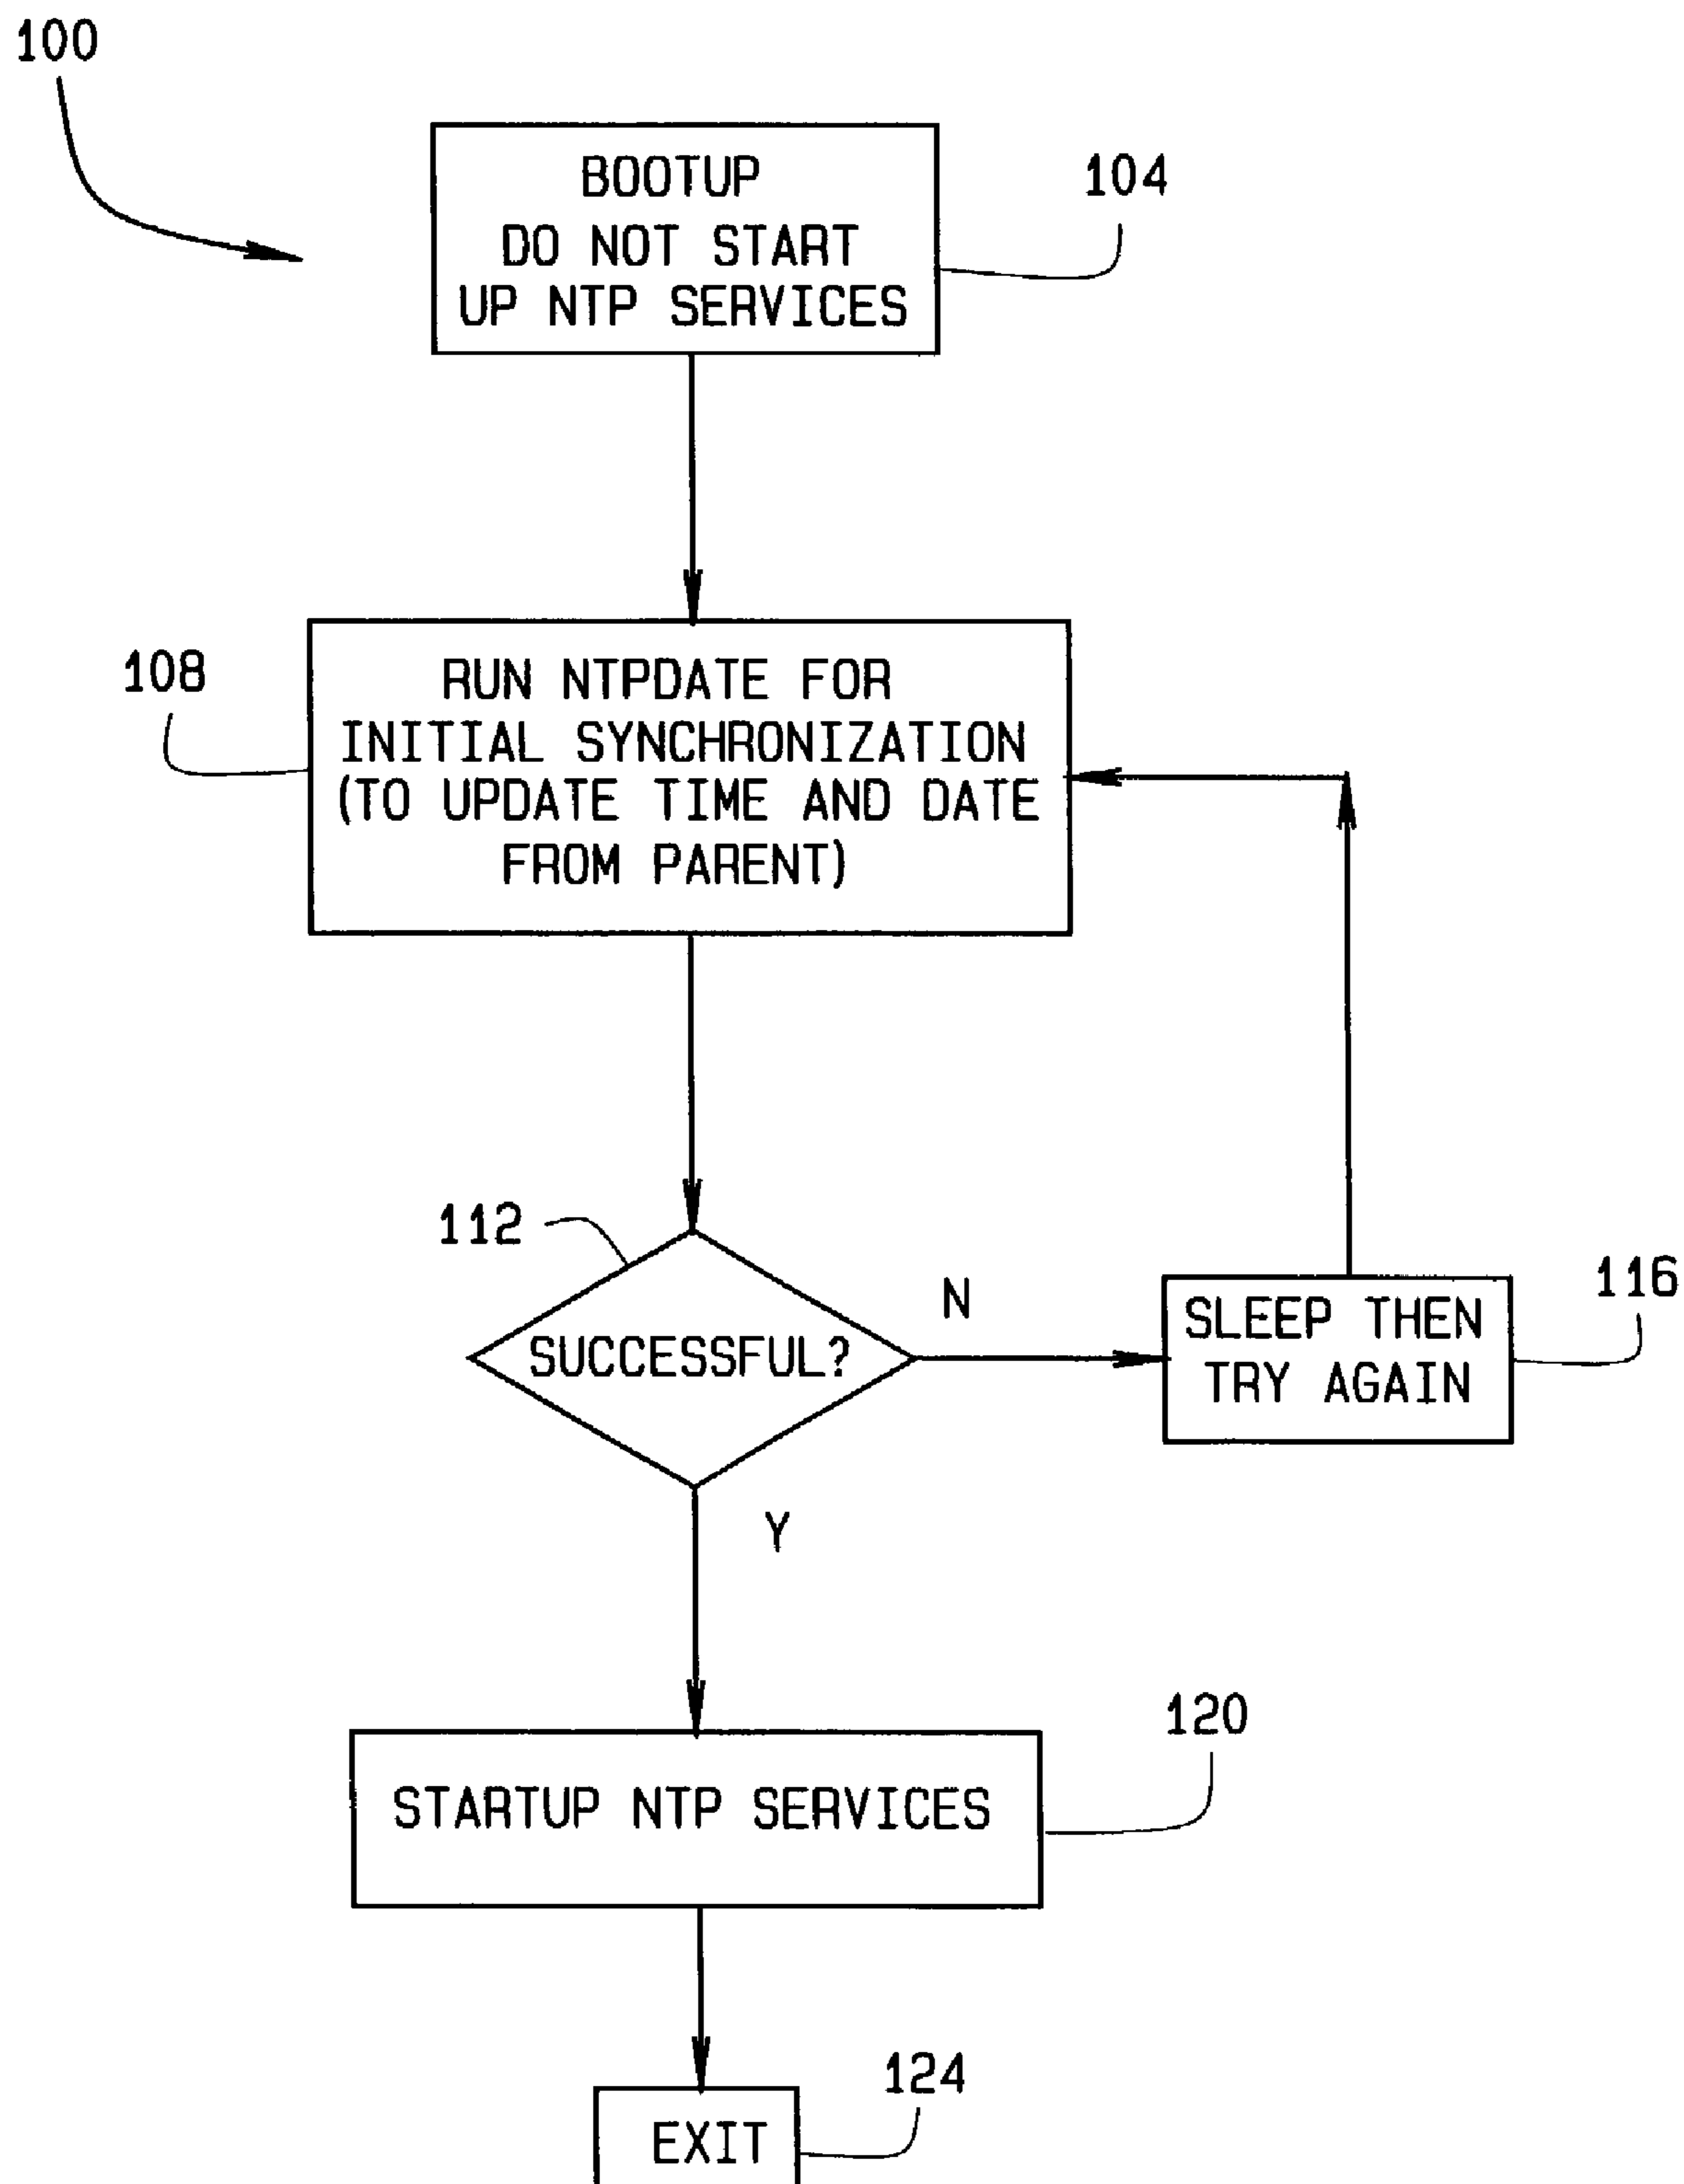 100
BOOTUP
DO NOT START
UP NTP SERVICES
104
108
RUN NTPDATE FOR
INITIAL SYNCHRONIZATION
(TO UPDATE TIME AND DATE
FROM PARENT)
112
SUCCESSFUL?
N
SLEEP THEN
TRY AGAIN
116
Y
STARTUP NTP SERVICES
120
EXIT
124